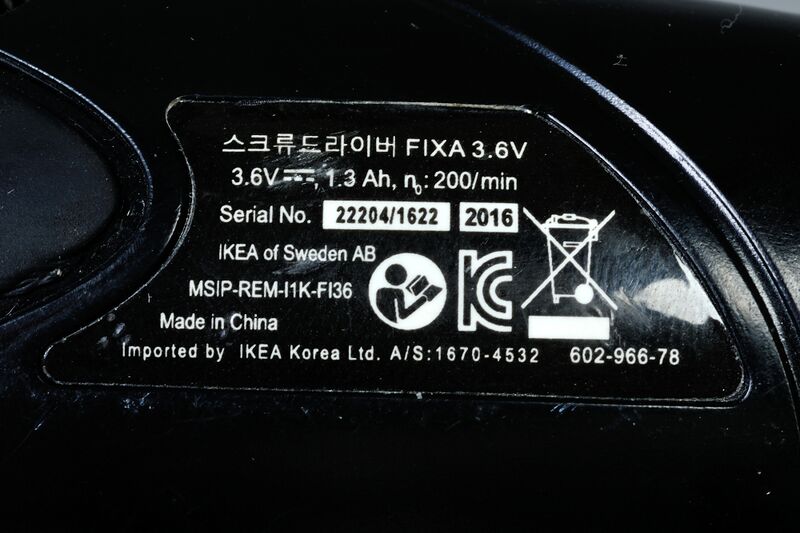 스크류드라이버 FIXA 3.6V
3.6V⎓, 1.3 Ah, n₀: 200/min
Serial No. 22204/1622 2016
IKEA of Sweden AB
MSIP-REM-I1K-FI36
Made in China
Imported by IKEA Korea Ltd. A/S:1670-4532 602-966-78